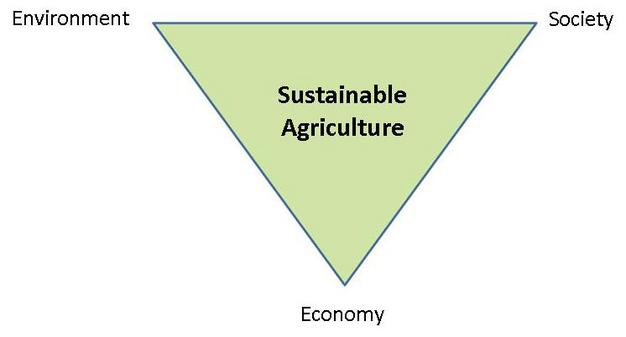 Environment
Society
Sustainable
Agriculture
Economy